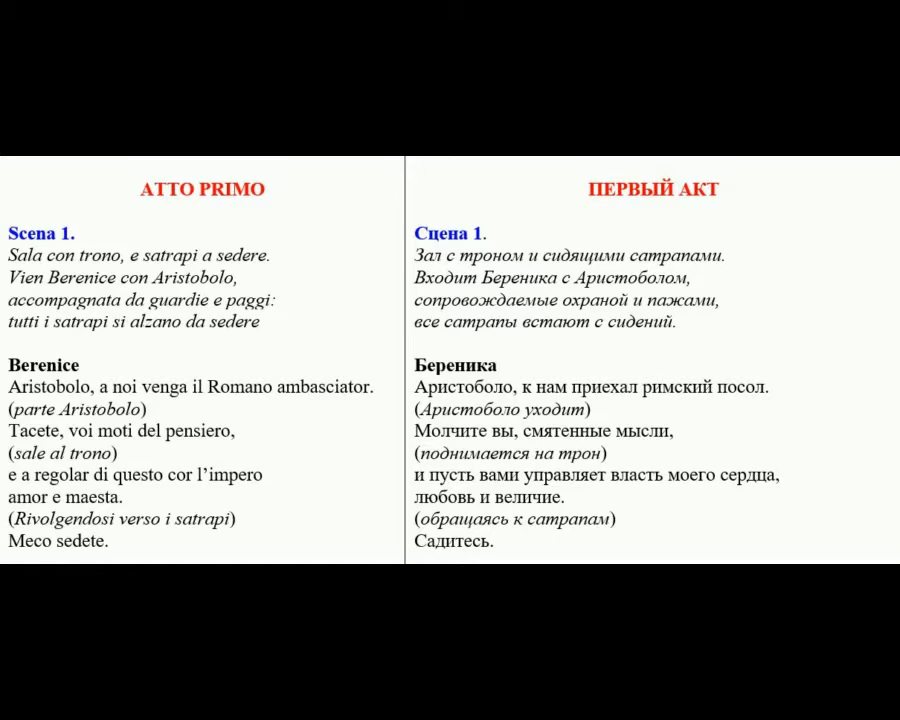 ATTO PRIMO
Scena 1.
Sala con trono, e satrapi a sedere.
Vien Berenice con Aristobolo,
accompagnata da guardie e paggi:
tutti i satrapi si alzano da sedere
Berenice
Aristobolo, a noi venga il Romano ambasciator.
(parte Aristobolo)
Tacete, voi moti del pensiero,
(sale al trono)
e a regolar di questo cor l’impero
amor e maesta.
(Rivolgendosi verso i satrapi)
Meco sedete.
ПЕРВЫЙ АКТ
Сцена 1.
Зал с троном и сидящими сатрапами.
Входит Береника с Аристоболом,
сопровождаемые охраной и пажами,
все сатрапы встают с сидений.
Береника
Аристоболо, к нам приехал римский посол.
(Аристоболо уходит)
Молчите вы, смятенные мысли,
(поднимается на трон)
и пусть вами управляет власть моего сердца,
любовь и величие.
(обращаясь к сатрапам)
Садитесь.